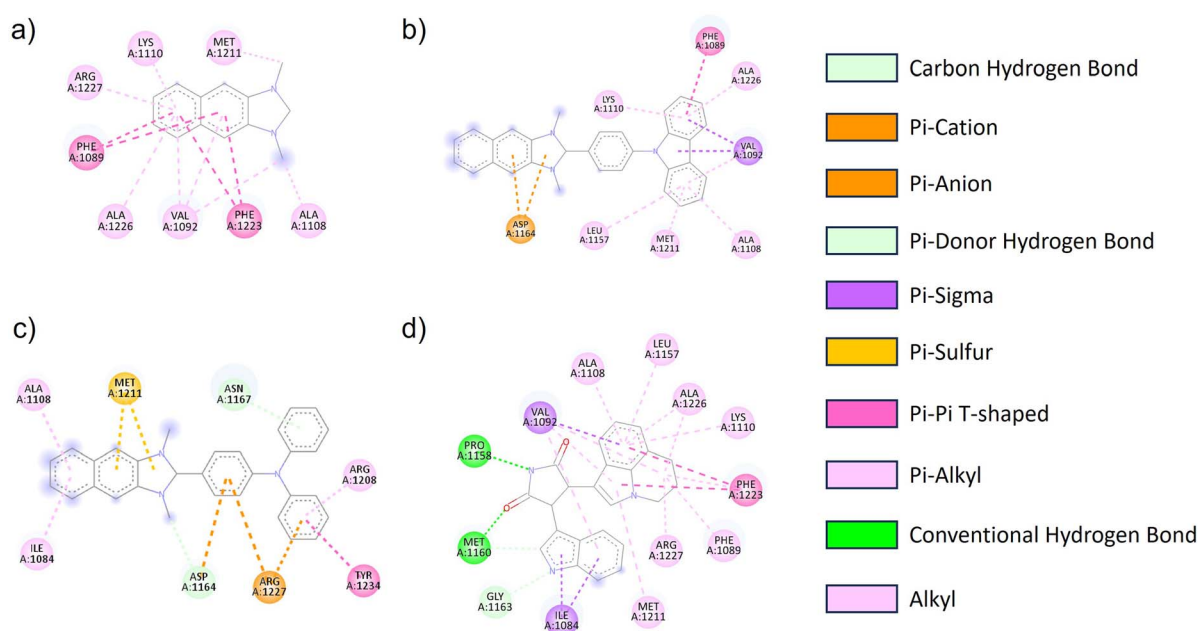 a)
LYS
A:1110
MET
A:1211
ARG
A:1227
N
N
PHE
A:1089
ALA
A:1226
VAL
A:1092
PHE
A:1223
ALA
A:1108
b)
PHE
A:1089
ALA
A:1226
LYS
A:1110
VAL
A:1092
N
N
N
ASP
A:1164
LEU
A:1157
MET
A:1211
ALA
A:1108
c)
ALA
A:1108
MET
A:1211
ASN
A:1167
ARG
A:1208
N
N
N
ILE
A:1084
ASP
A:1164
ARG
A:1227
TYR
A:1234
d)
LEU
A:1157
ALA
A:1108
ALA
A:1226
VAL
A:1092
LYS
A:1110
PRO
A:1158
O
N
O
N
PHE
A:1223
MET
A:1160
N
ARG
A:1227
PHE
A:1089
GLY
A:1163
ILE
A:1084
MET
A:1211
Carbon Hydrogen Bond
Pi-Cation
Pi-Anion
Pi-Donor Hydrogen Bond
Pi-Sigma
Pi-Sulfur
Pi-Pi T-shaped
Pi-Alkyl
Conventional Hydrogen Bond
Alkyl